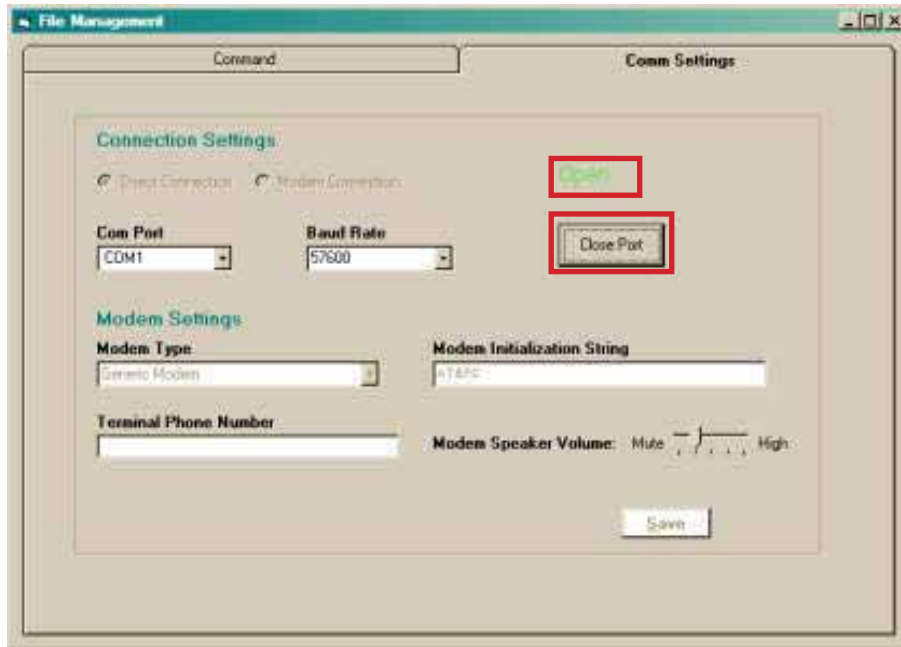 File Management
Command
Comm Settings
Connection Settings
Direct Connection Modem Connection
Open
Com Port Baud Rate
COM1 57600
Close Port
Modem Settings
Modem Type Modem Initialization String
Generic Modem
Terminal Phone Number
Modem Speaker Volume: Mute High
Save